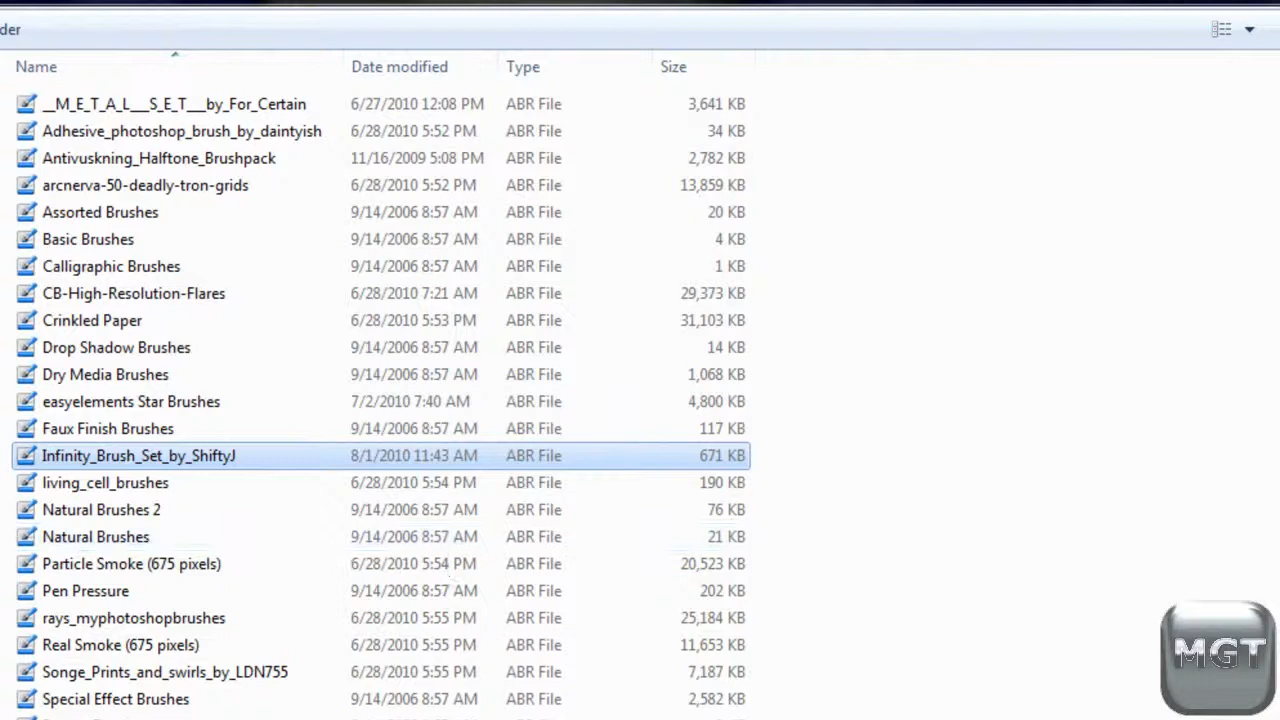 der
Name Date modified Type Size
__M_E_T_A_L__S_E_T__by_For_Certain 6/27/2010 12:08 PM ABR File 3,641 KB
Adhesive_photoshop_brush_by_daintyish 6/28/2010 5:52 PM ABR File 34 KB
Antivuskning_Halftone_Brushpack 11/16/2009 5:08 PM ABR File 2,782 KB
arcnerva-50-deadly-tron-grids 6/28/2010 5:52 PM ABR File 13,859 KB
Assorted Brushes 9/14/2006 8:57 AM ABR File 20 KB
Basic Brushes 9/14/2006 8:57 AM ABR File 4 KB
Calligraphic Brushes 9/14/2006 8:57 AM ABR File 1 KB
CB-High-Resolution-Flares 6/28/2010 7:21 AM ABR File 29,373 KB
Crinkled Paper 6/28/2010 5:53 PM ABR File 31,103 KB
Drop Shadow Brushes 9/14/2006 8:57 AM ABR File 14 KB
Dry Media Brushes 9/14/2006 8:57 AM ABR File 1,068 KB
easyelements Star Brushes 7/2/2010 7:40 AM ABR File 4,800 KB
Faux Finish Brushes 9/14/2006 8:57 AM ABR File 117 KB
Infinity_Brush_Set_by_ShiftyJ 8/1/2010 11:43 AM ABR File 671 KB
living_cell_brushes 6/28/2010 5:54 PM ABR File 190 KB
Natural Brushes 2 9/14/2006 8:57 AM ABR File 76 KB
Natural Brushes 9/14/2006 8:57 AM ABR File 21 KB
Particle Smoke (675 pixels) 6/28/2010 5:54 PM ABR File 20,523 KB
Pen Pressure 9/14/2006 8:57 AM ABR File 202 KB
rays_myphotoshopbrushes 6/28/2010 5:55 PM ABR File 25,184 KB
Real Smoke (675 pixels) 6/28/2010 5:55 PM ABR File 11,653 KB
Songe_Prints_and_swirls_by_LDN755 6/28/2010 5:55 PM ABR File 7,187 KB
Special Effect Brushes 9/14/2006 8:57 AM ABR File 2,582 KB
MGT